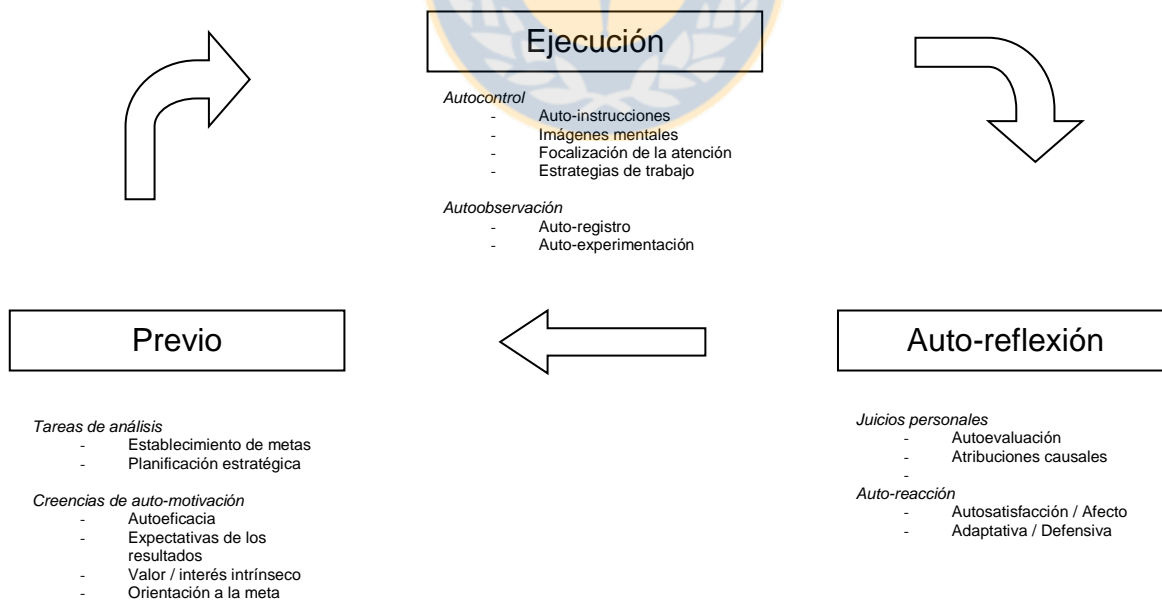 Ejecución
Autocontrol
- Auto-instrucciones
- Imágenes mentales
- Focalización de la atención
- Estrategias de trabajo
Autoobservación
- Auto-registro
- Auto-experimentación
Previo
Tareas de análisis
- Establecimiento de metas
- Planificación estratégica
Creencias de auto-motivación
- Autoeficacia
- Expectativas de los
resultados
- Valor / interés intrínseco
- Orientación a la meta
Auto-reflexión
Juicios personales
- Autoevaluación
- Atribuciones causales
-
Auto-reacción
- Autosatisfacción / Afecto
- Adaptativa / Defensiva